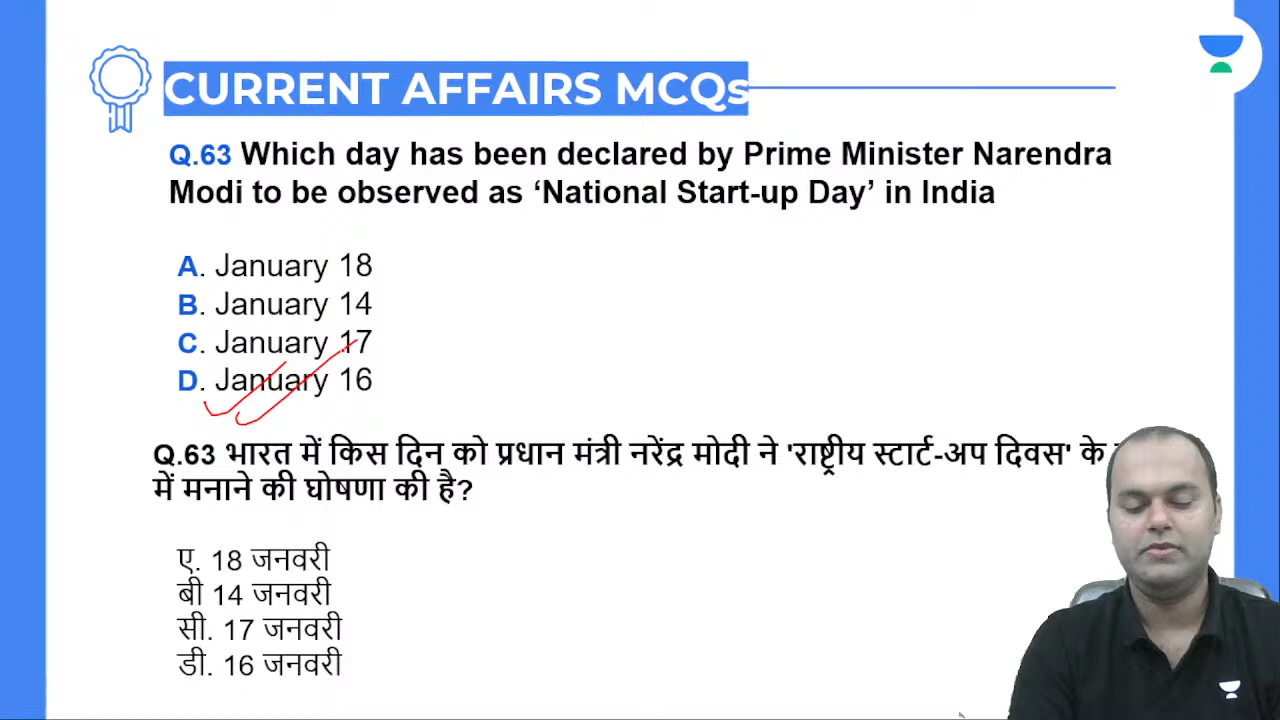 CURRENT AFFAIRS MCQs
Q.63 Which day has been declared by Prime Minister Narendra
Modi to be observed as ‘National Start-up Day’ in India
A. January 18
B. January 14
C. January 17
D. January 16
Q.63 भारत में किस दिन को प्रधान मंत्री नरेंद्र मोदी ने 'राष्ट्रीय स्टार्ट-अप दिवस' के
में मनाने की घोषणा की है?
ए. 18 जनवरी
बी 14 जनवरी
सी. 17 जनवरी
डी. 16 जनवरी